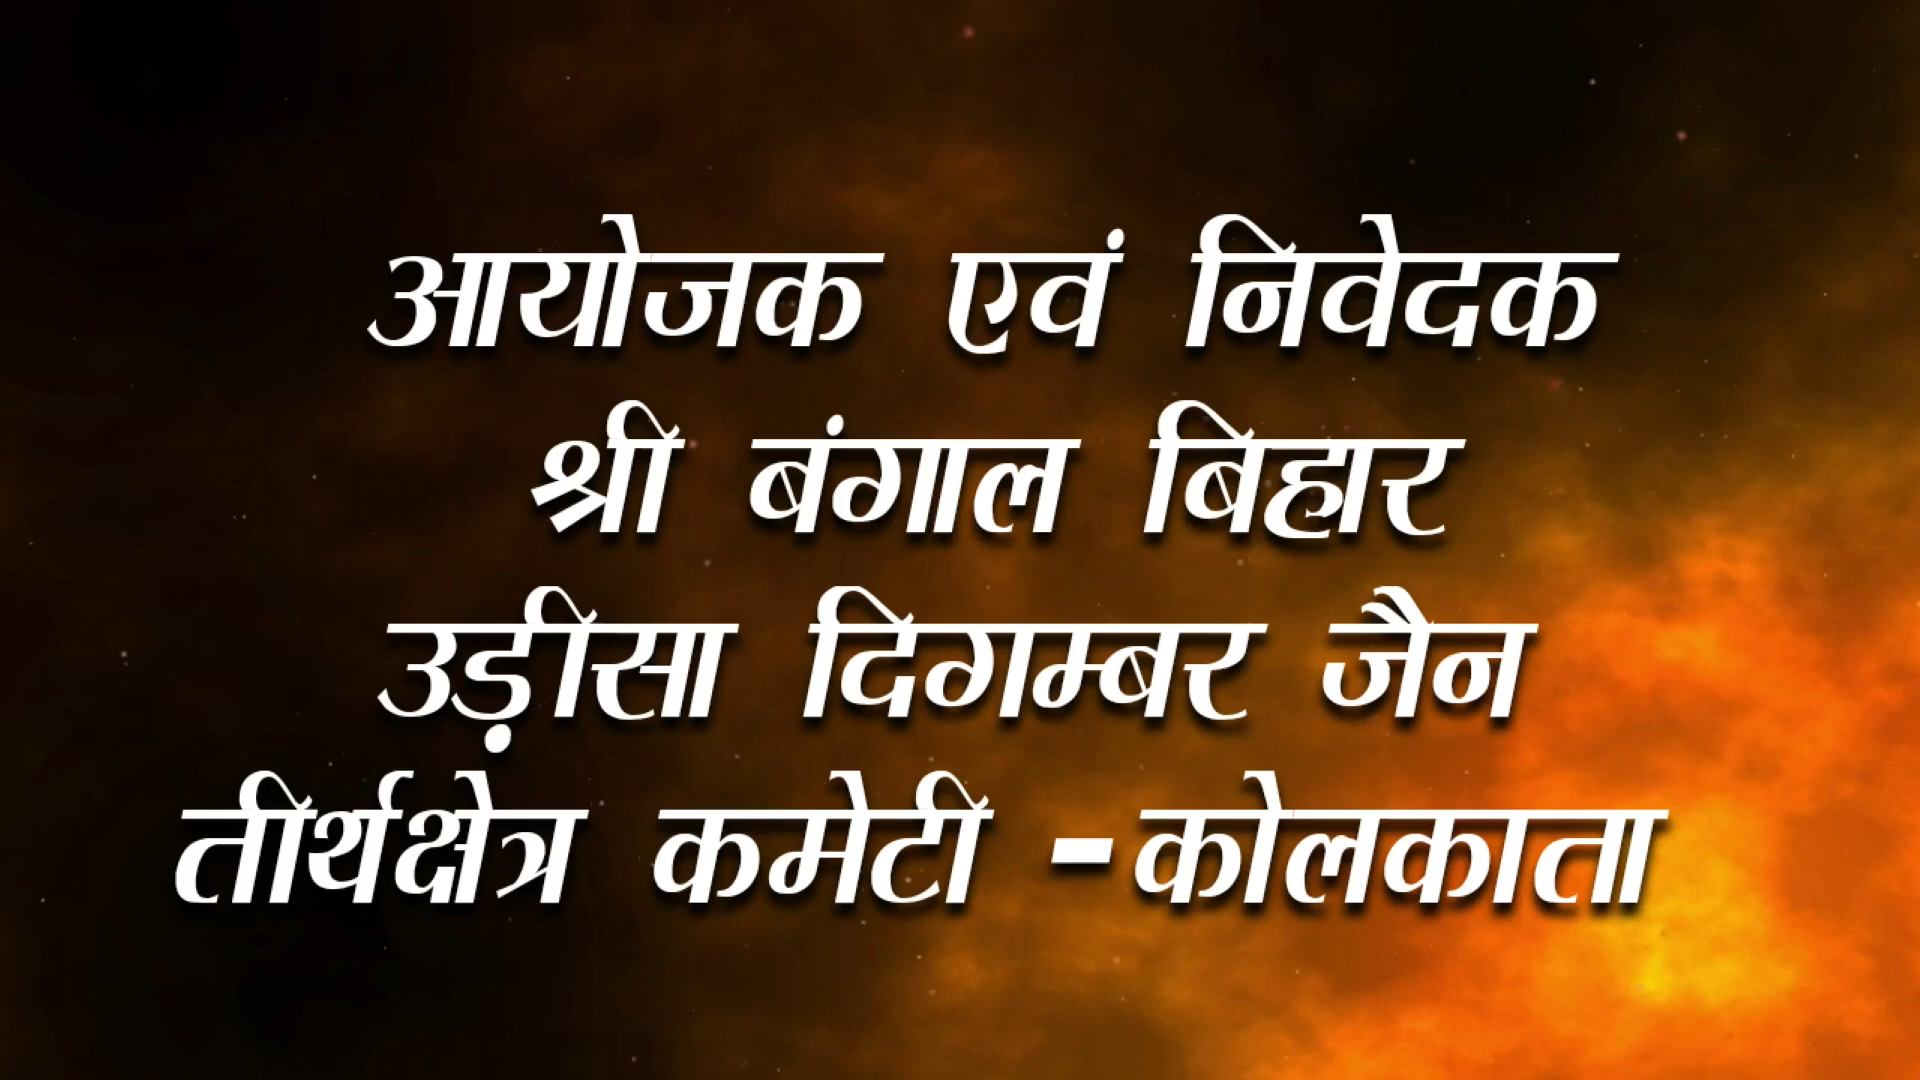 आयोजक एवं निवेदक
श्री बंगाल बिहार
उड़ीसा दिगम्बर जैन
तीर्थक्षेत्र कमेटी -कोलकाता